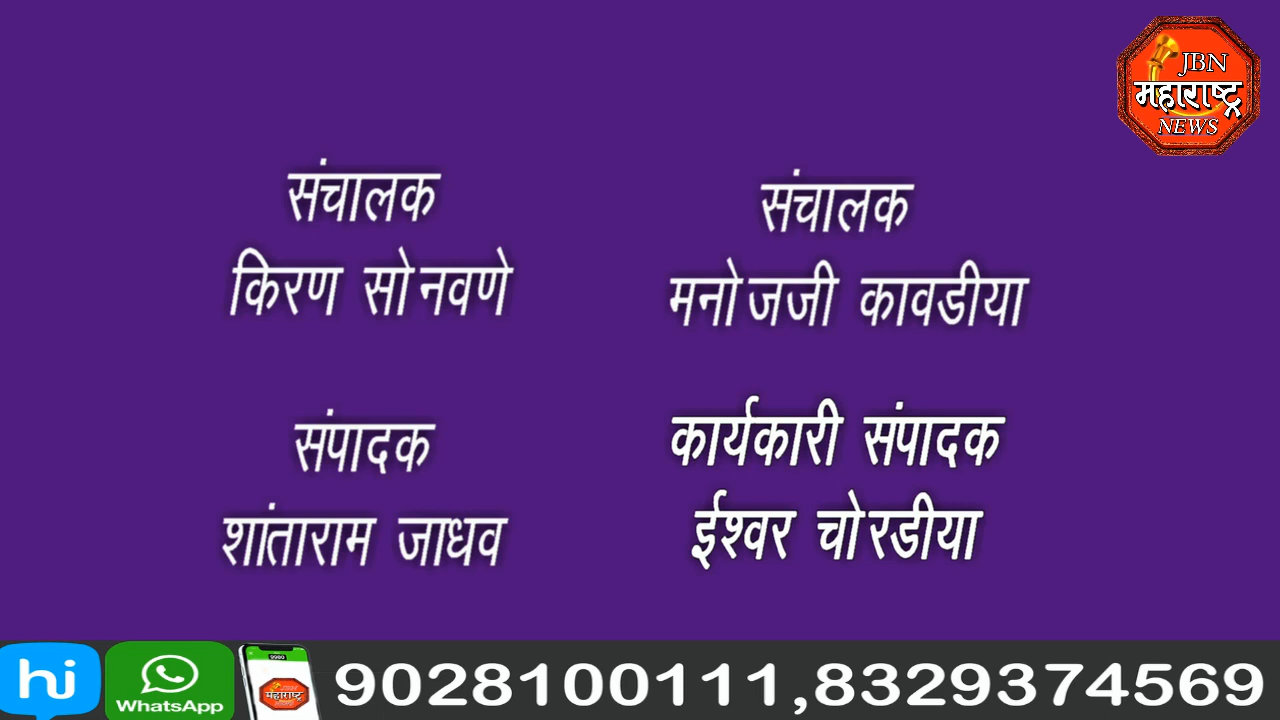 JBN
महाराष्ट्र
NEWS
संचालक
किरण सोनवणे
संचालक
मनोजजी कावडीया
संपादक
शांताराम जाधव
कार्यकारी संपादक
ईश्वर चोरडीया
hi
WhatsApp
महाराष्ट्र
9028100111,8329374569